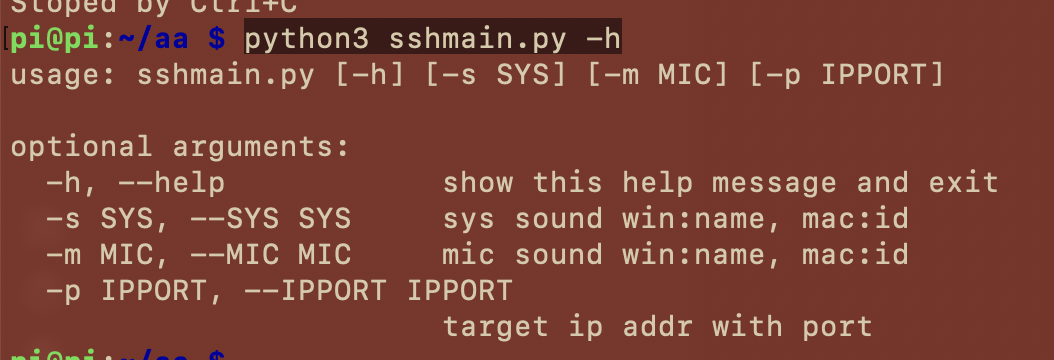 Stoped by Ctrl+C
pi@pi:~/aa $ python3 sshmain.py -h
usage: sshmain.py [-h] [-s SYS] [-m MIC] [-p IPPORT]
optional arguments:
-h, --help show this help message and exit
-s SYS, --SYS SYS sys sound win:name, mac:id
-m MIC, --MIC MIC mic sound win:name, mac:id
-p IPPORT, --IPPORT IPPORT
target ip addr with port
pi@pi:~/aa $